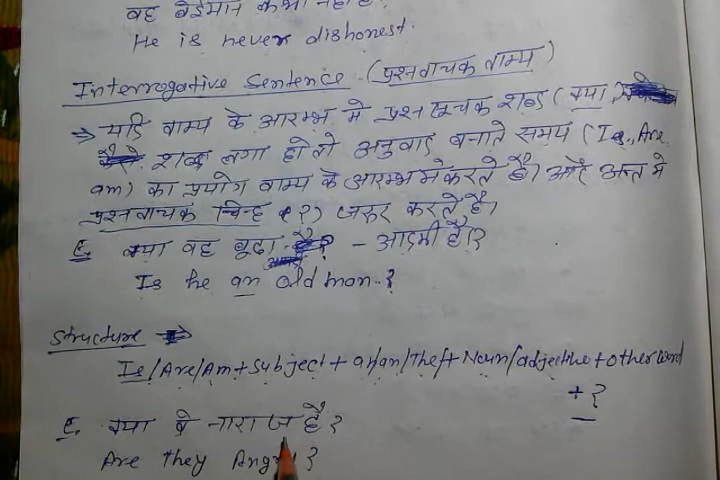 वह बेईमान कभी नहीं है
He is never dishonest.
Interrogative Sentence (प्रश्नवाचक वाक्य)
⇒ यदि वाक्य के आरम्भ मे प्रश्न सूचक शब्द (क्या)
शब्द लगा हो तो अनुवाद बनाते समय (Is, Are
am) का प्रयोग वाक्य के आरम्भ में करते है। और अन्त मे
प्रश्नवाचक चिन्ह (?) जरुर करते है।
E. क्या वह बूढा - आदमी है।?
Is he an old man..?
Structure →
Is/Are/Am+Subject+a/an/The+Noun/adjective+other word
+?
E. क्या वे नाराज है?
Are they Angry?